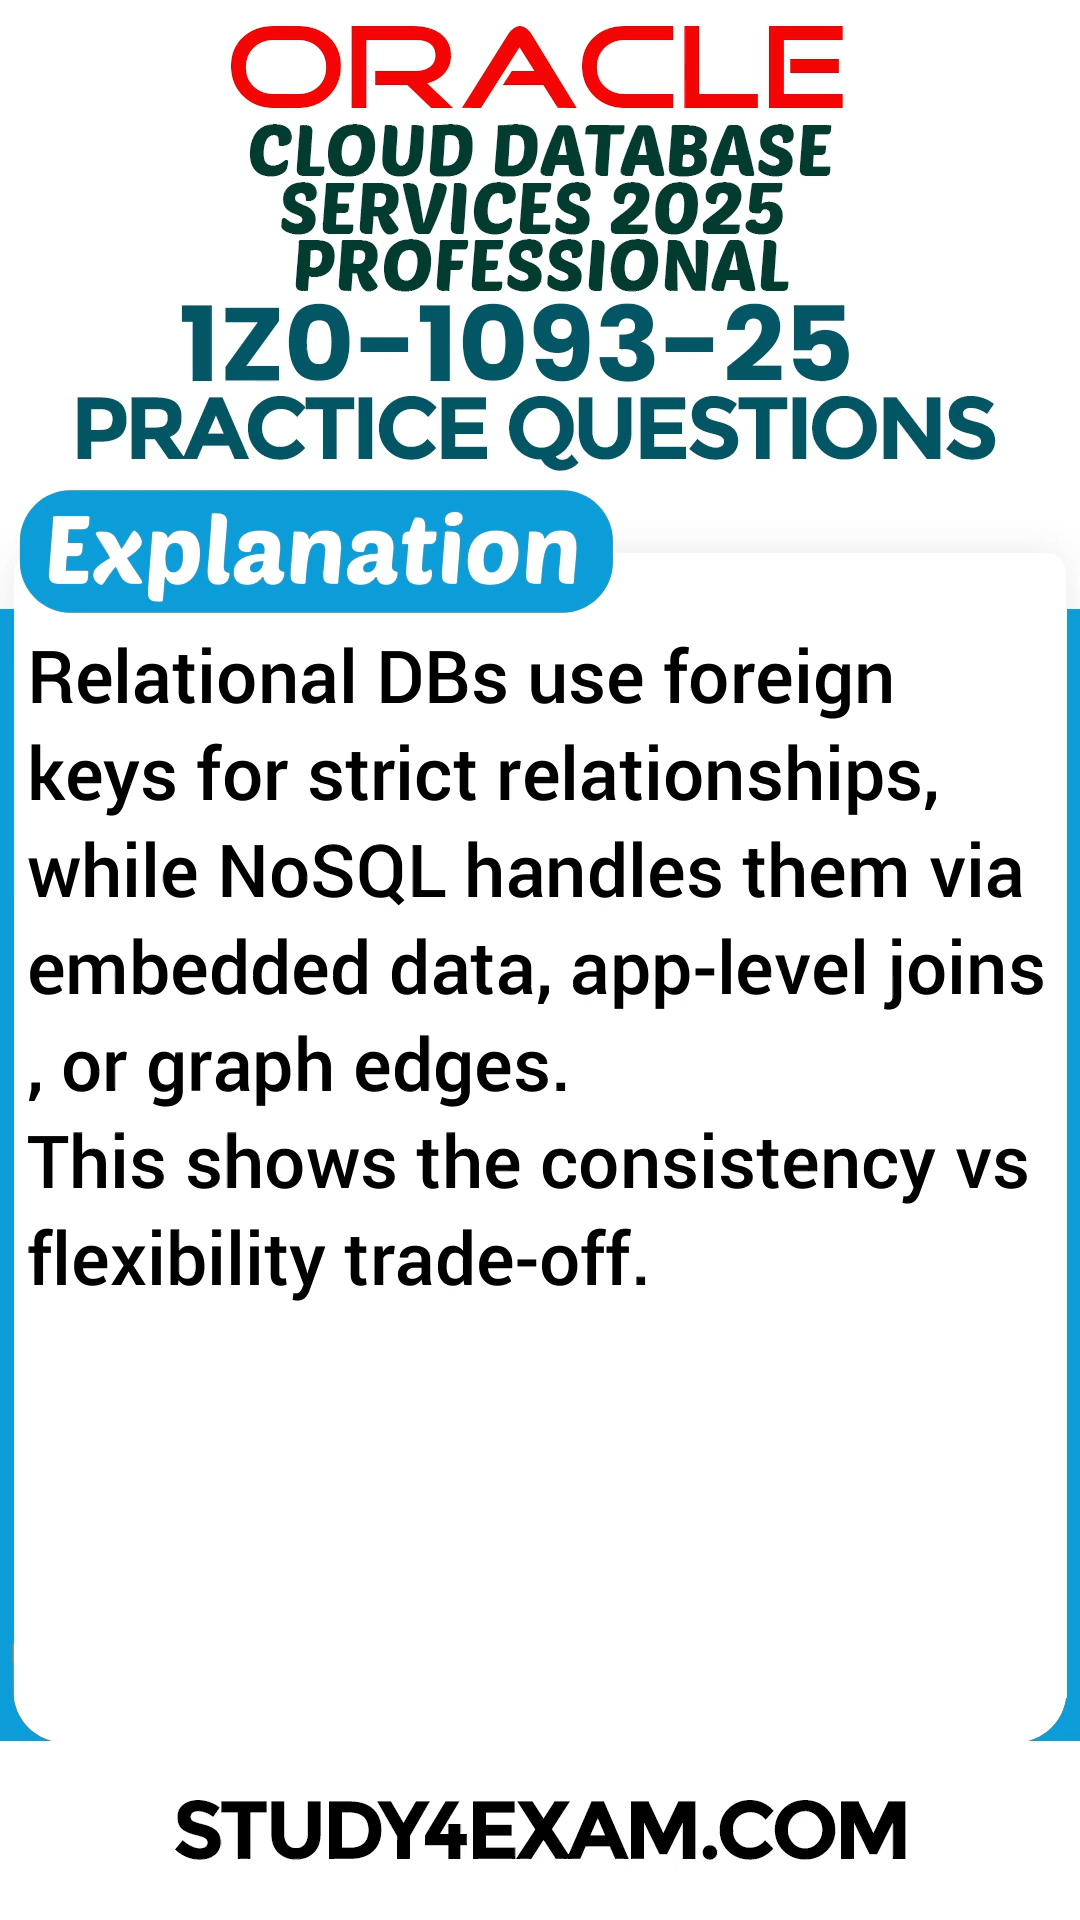 ORACLE
CLOUD DATABASE
SERVICES 2025
PROFESSIONAL
1Z0-1093-25
PRACTICE QUESTIONS
Explanation
Relational DBs use foreign
keys for strict relationships,
while NoSQL handles them via
embedded data, app-level joins
, or graph edges.
This shows the consistency vs
flexibility trade-off.
STUDY4EXAM.COM